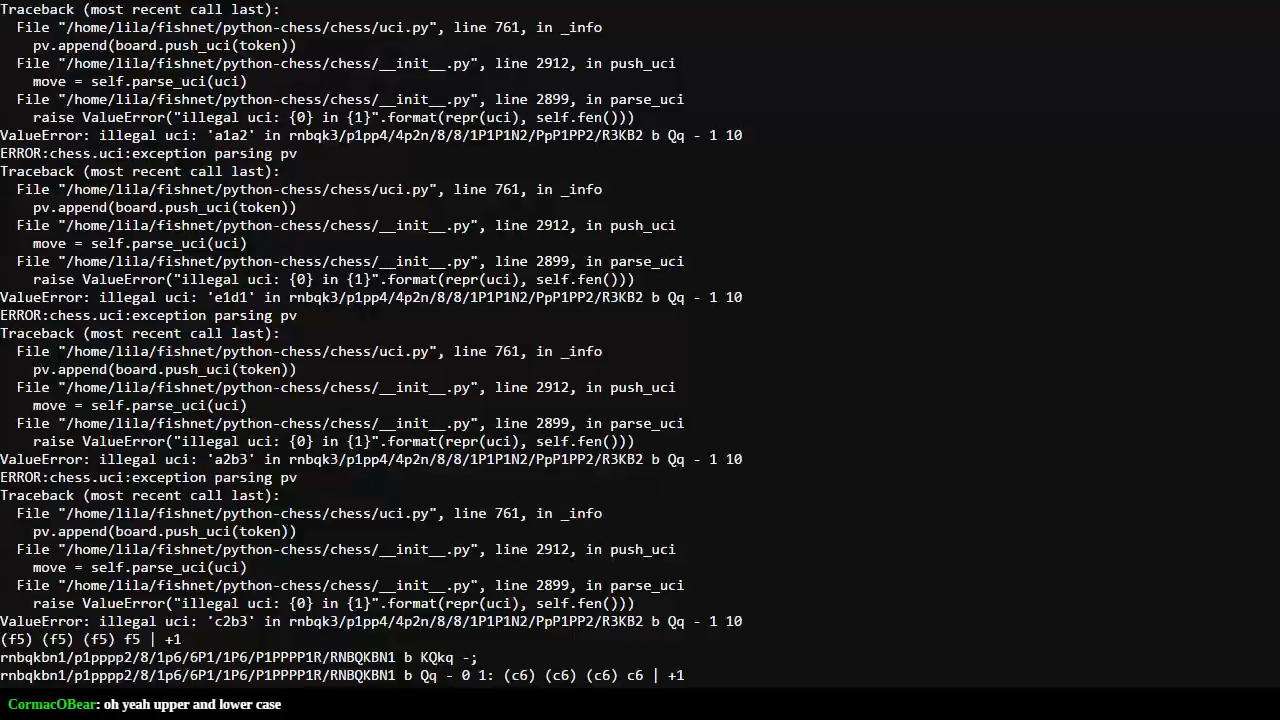 Traceback (most recent call last):
  File "/home/lila/fishnet/python-chess/chess/uci.py", line 761, in _info
    pv.append(board.push_uci(token))
  File "/home/lila/fishnet/python-chess/chess/__init__.py", line 2912, in push_uci
    move = self.parse_uci(uci)
  File "/home/lila/fishnet/python-chess/chess/__init__.py", line 2899, in parse_uci
    raise ValueError("illegal uci: {0} in {1}".format(repr(uci), self.fen()))
ValueError: illegal uci: 'a1a2' in rnbqk3/p1pp4/4p2n/8/8/1P1P1N2/PpP1PP2/R3KB2 b Qq - 1 10
ERROR:chess.uci:exception parsing pv
Traceback (most recent call last):
  File "/home/lila/fishnet/python-chess/chess/uci.py", line 761, in _info
    pv.append(board.push_uci(token))
  File "/home/lila/fishnet/python-chess/chess/__init__.py", line 2912, in push_uci
    move = self.parse_uci(uci)
  File "/home/lila/fishnet/python-chess/chess/__init__.py", line 2899, in parse_uci
    raise ValueError("illegal uci: {0} in {1}".format(repr(uci), self.fen()))
ValueError: illegal uci: 'e1d1' in rnbqk3/p1pp4/4p2n/8/8/1P1P1N2/PpP1PP2/R3KB2 b Qq - 1 10
ERROR:chess.uci:exception parsing pv
Traceback (most recent call last):
  File "/home/lila/fishnet/python-chess/chess/uci.py", line 761, in _info
    pv.append(board.push_uci(token))
  File "/home/lila/fishnet/python-chess/chess/__init__.py", line 2912, in push_uci
    move = self.parse_uci(uci)
  File "/home/lila/fishnet/python-chess/chess/__init__.py", line 2899, in parse_uci
    raise ValueError("illegal uci: {0} in {1}".format(repr(uci), self.fen()))
ValueError: illegal uci: 'a2b3' in rnbqk3/p1pp4/4p2n/8/8/1P1P1N2/PpP1PP2/R3KB2 b Qq - 1 10
ERROR:chess.uci:exception parsing pv
Traceback (most recent call last):
  File "/home/lila/fishnet/python-chess/chess/uci.py", line 761, in _info
    pv.append(board.push_uci(token))
  File "/home/lila/fishnet/python-chess/chess/__init__.py", line 2912, in push_uci
    move = self.parse_uci(uci)
  File "/home/lila/fishnet/python-chess/chess/__init__.py", line 2899, in parse_uci
    raise ValueError("illegal uci: {0} in {1}".format(repr(uci), self.fen()))
ValueError: illegal uci: 'c2b3' in rnbqk3/p1pp4/4p2n/8/8/1P1P1N2/PpP1PP2/R3KB2 b Qq - 1 10
(f5) (f5) (f5) f5 | +1
rnbqkbn1/p1pppp2/8/1p6/6P1/1P6/P1PPPP1R/RNBQKBN1 b KQkq -;
rnbqkbn1/p1pppp2/8/1p6/6P1/1P6/P1PPPP1R/RNBQKBN1 b Qq - 0 1: (c6) (c6) (c6) c6 | +1
CormacOBear: oh yeah upper and lower case